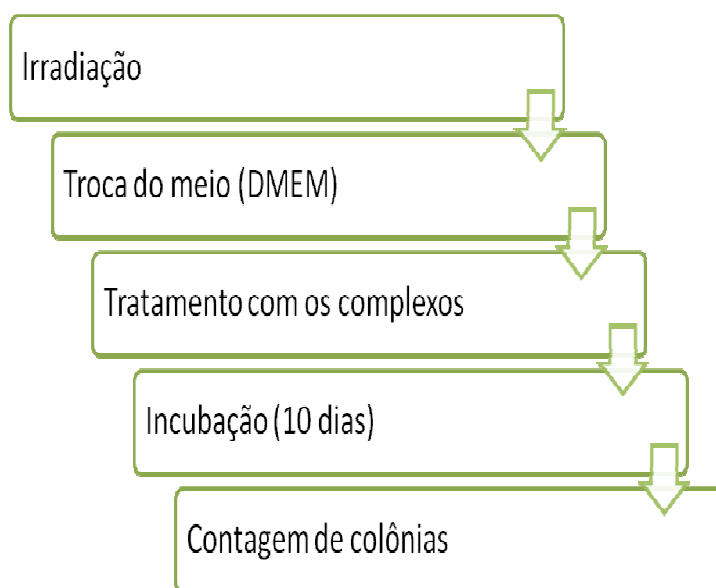 Irradiação
Troca do meio (DMEM)
Tratamento com os complexos
Incubação (10 dias)
Contagem de colônias